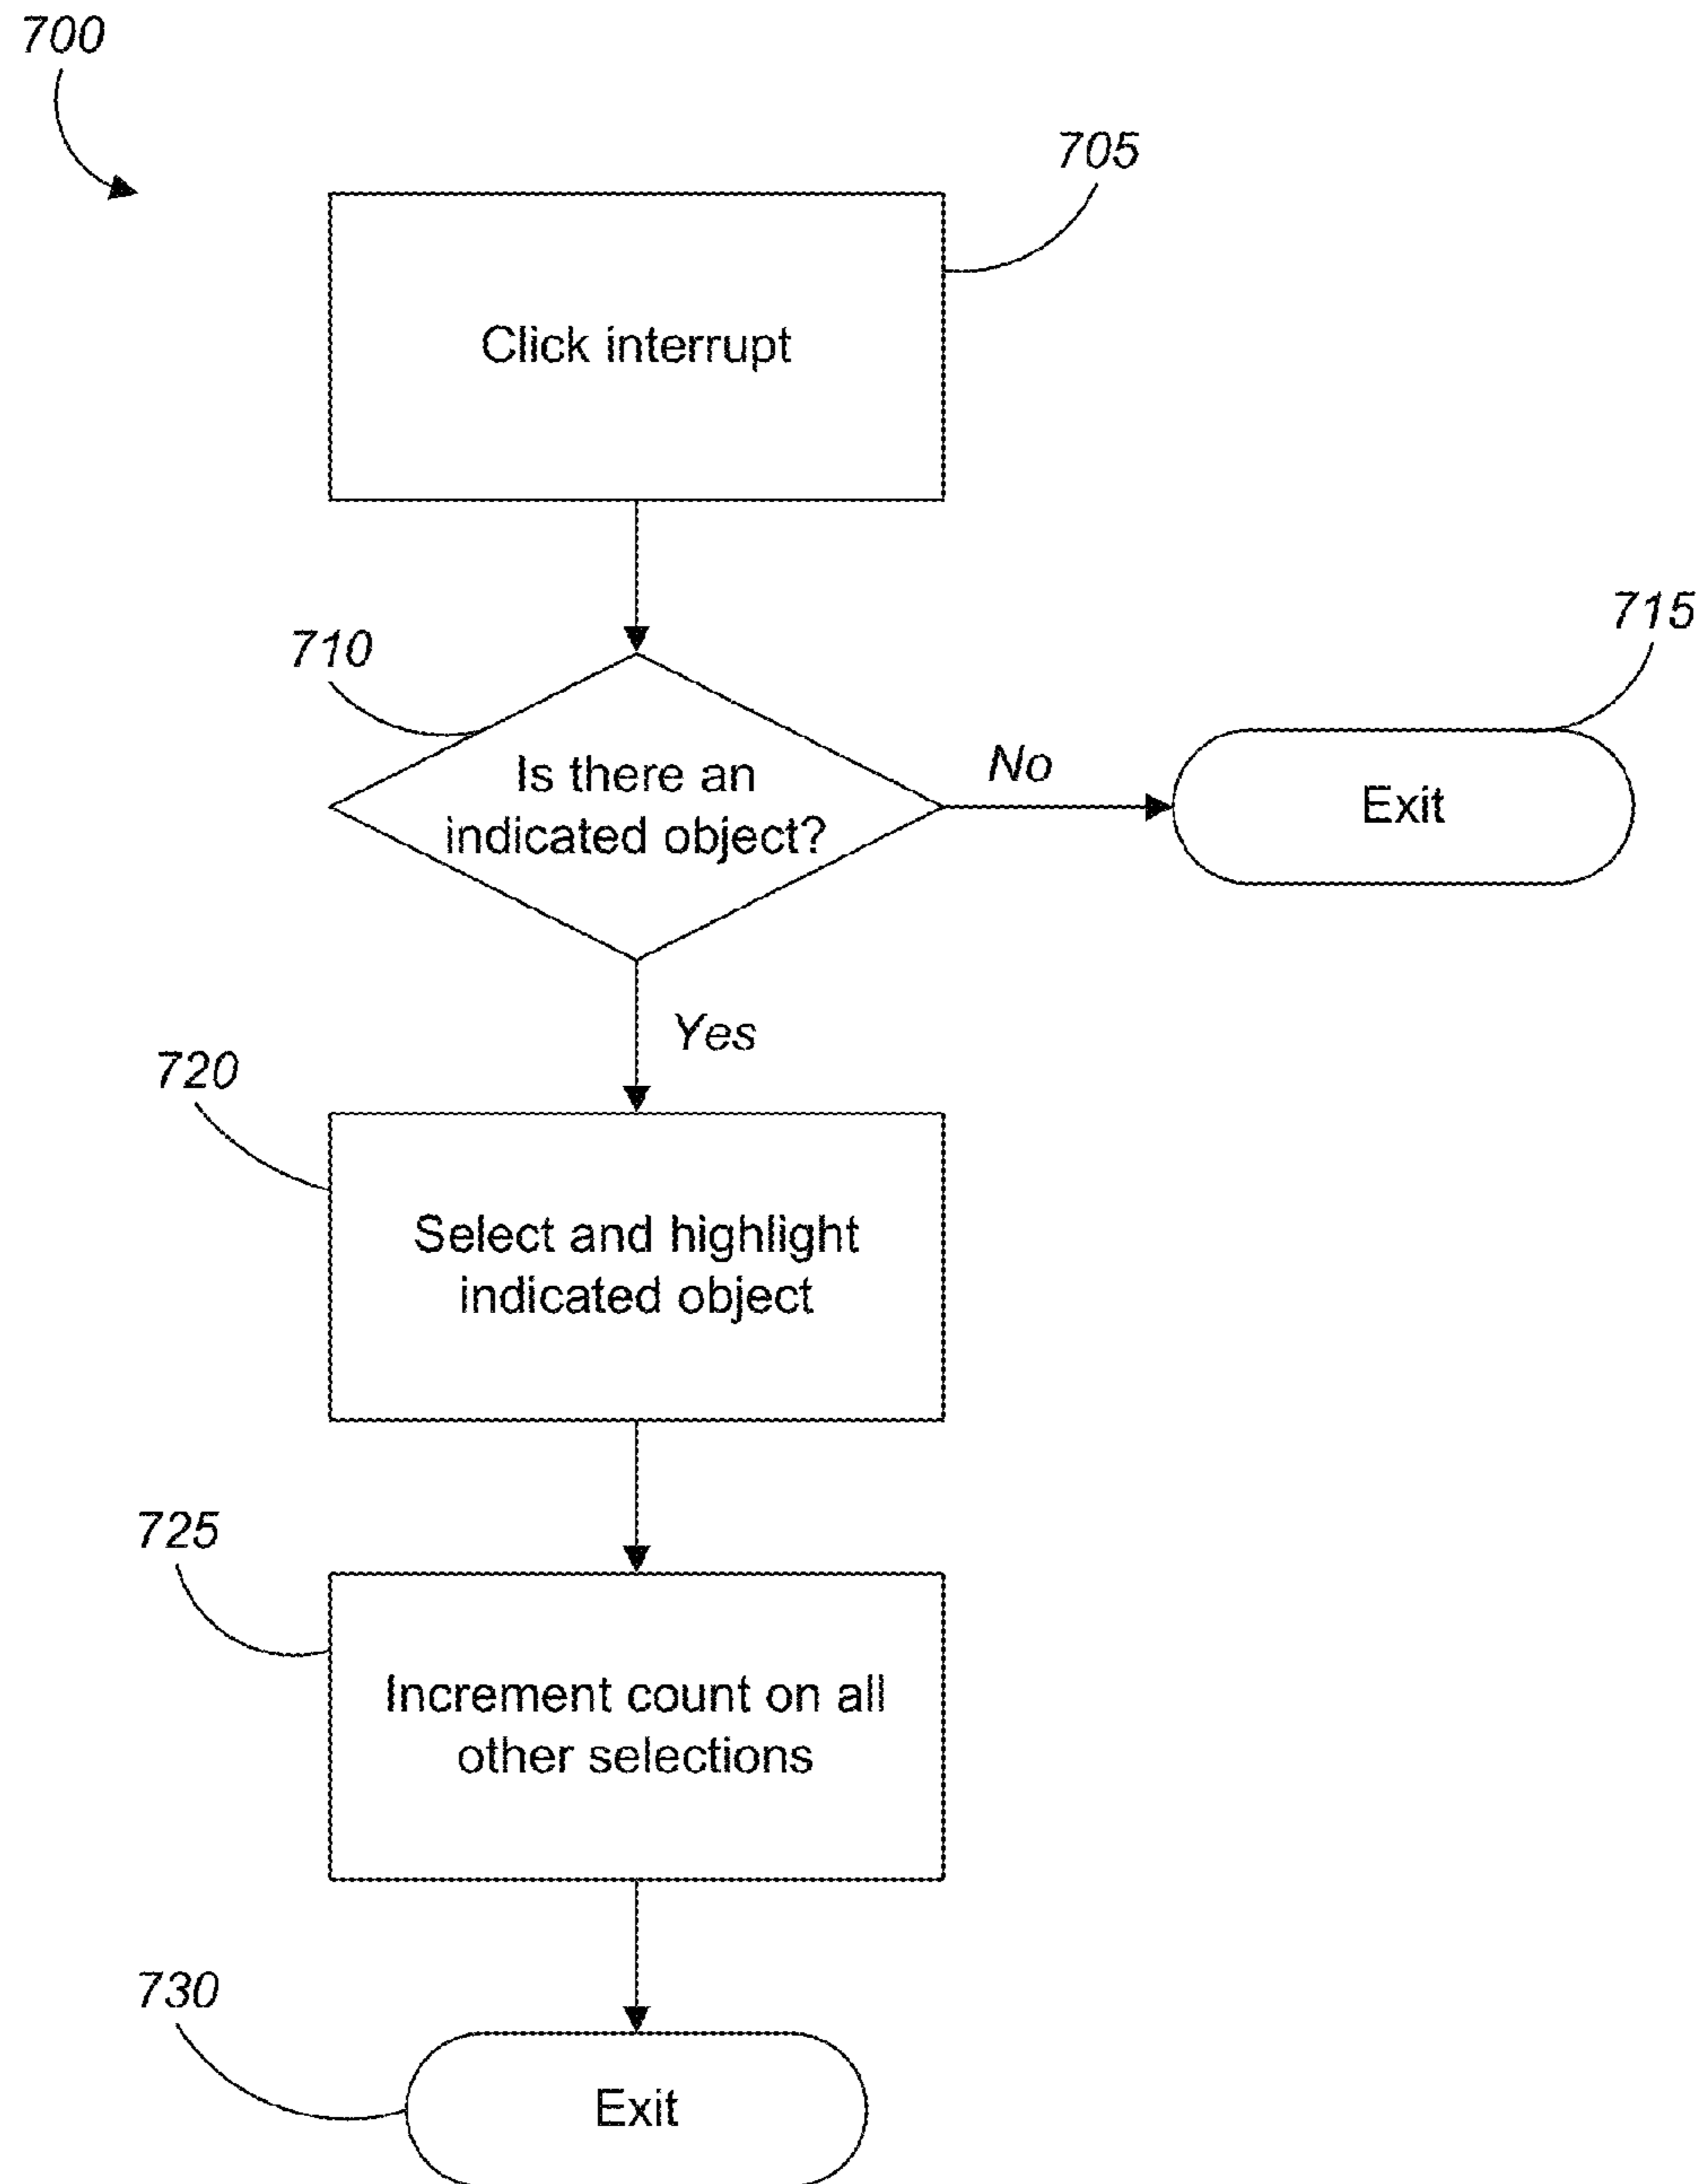 700
705
Click interrupt
710
715
Is there an
indicated object?
No
Exit
Yes
720
Select and highlight
indicated object
725
Increment count on all
other selections
730
Exit